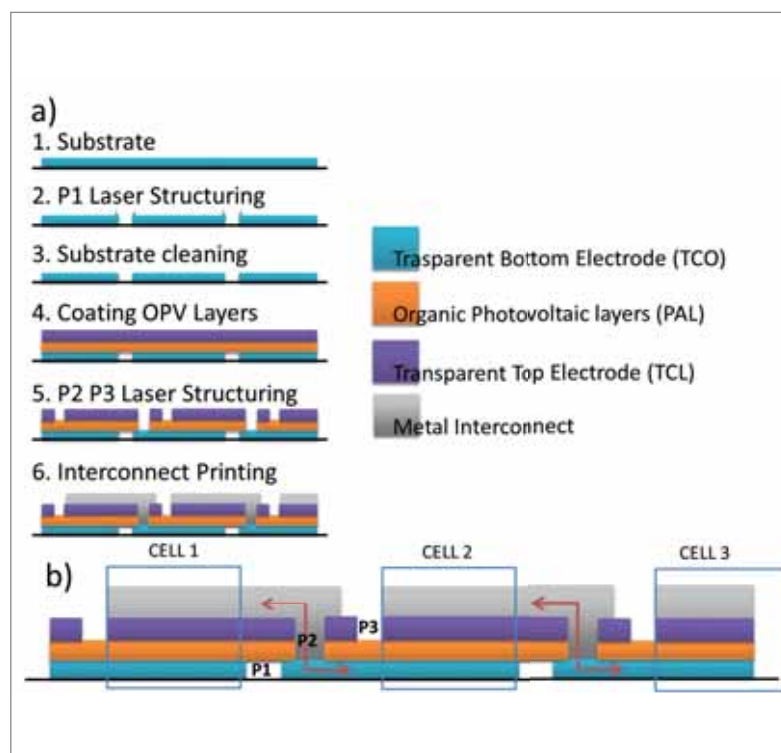 a)
1. Substrate
2. P1 Laser Structuring
3. Substrate cleaning
4. Coating OPV Layers
5. P2 P3 Laser Structuring
6. Interconnect Printing
Trasparent Bottom Electrode (TCO)
Organic Photovoltaic layers (PAL)
Transparent Top Electrode (TCL)
Metal Interconnect
b)
CELL 1
CELL 2
CELL 3
P2
P3
P1